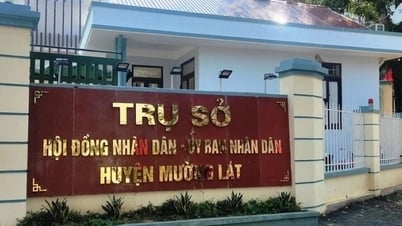 TRỤ SỞ
HỘI ĐỒNG NHÂN DÂN - ỦY BAN NHÂN DÂN
HUYỆN MƯỜNG LÁT